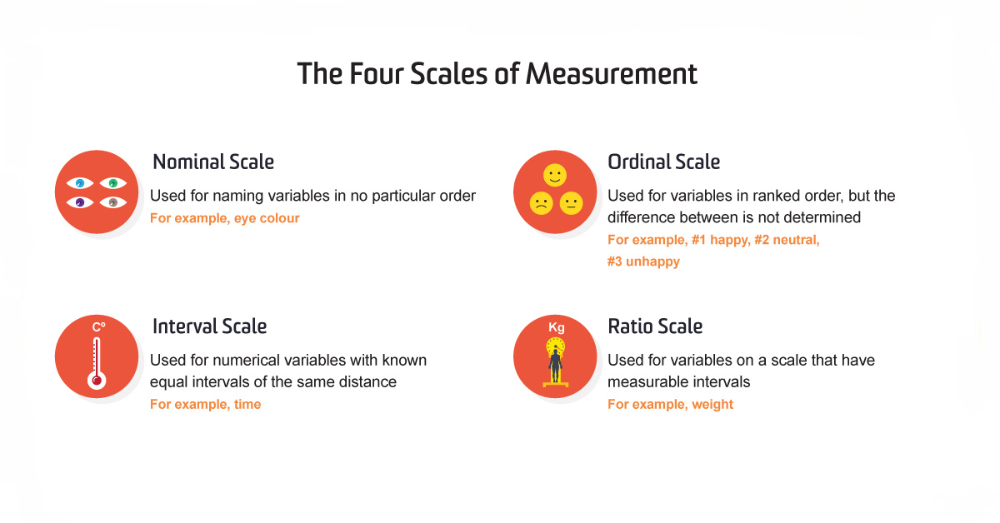 The Four Scales of Measurement
Nominal Scale
Used for naming variables in no particular order
For example, eye colour
Ordinal Scale
Used for variables in ranked order, but the
difference between is not determined
For example, #1 happy, #2 neutral,
#3 unhappy
Cº
Interval Scale
Used for numerical variables with known
equal intervals of the same distance
For example, time
Kg
Ratio Scale
Used for variables on a scale that have
measurable intervals
For example, weight